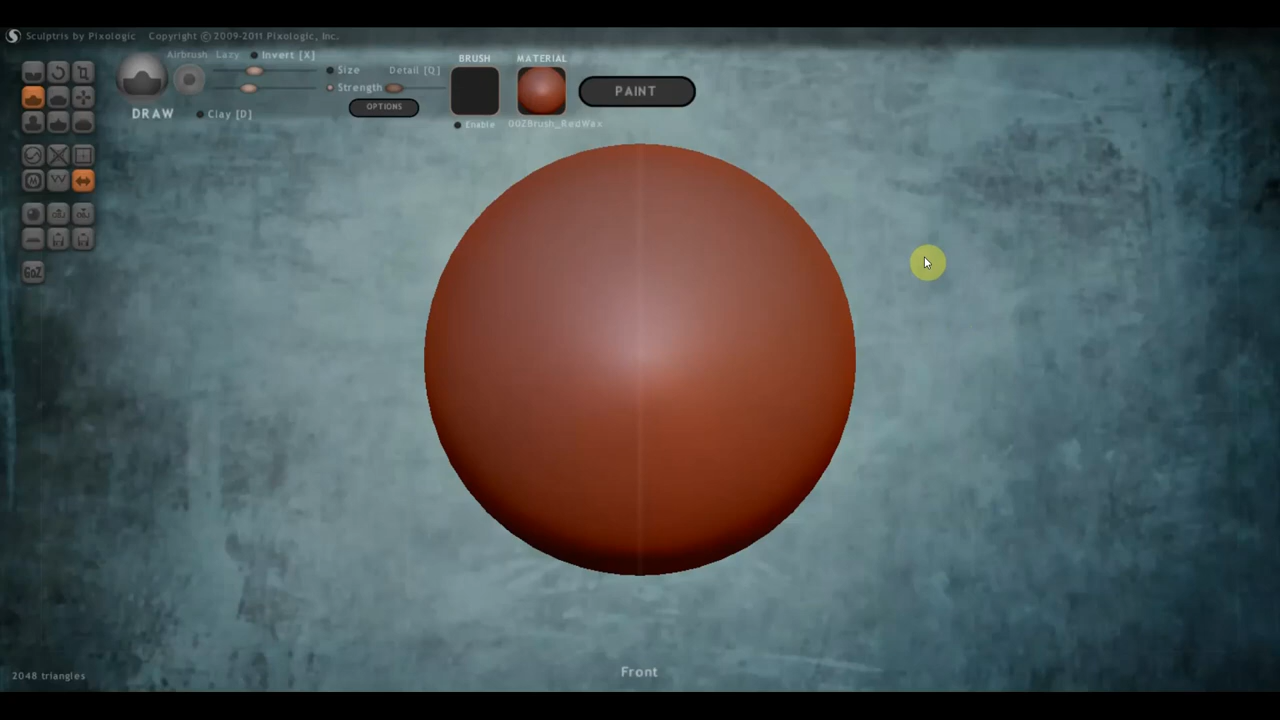 Sculptris by Pixologic Copyright © 2009-2011 Pixologic, Inc.
Airbrush Lazy Invert [X]
Size Detail [Q]
Strength
OPTIONS
DRAW Clay [D]
BRUSH
Enable
MATERIAL
00ZBrush_RedWax
PAINT
GoZ
2048 triangles
Front